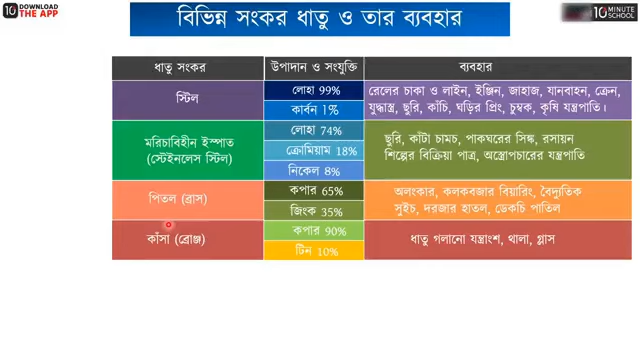 10 DOWNLOAD THE APP
বিভিন্ন সংকর ধাতু ও তার ব্যবহার
10 MINUTE SCHOOL
ধাতু সংকর
উপাদান ও সংযুক্তি
ব্যবহার
স্টিল
লোহা 99%
কার্বন 1%
রেলের চাকা ও লাইন, ইঞ্জিন, জাহাজ, যানবাহন, ক্রেন,
যুদ্ধাস্ত্র, ছুরি, কাঁচি, ঘড়ির প্রিং, চুম্বক, কৃষি যন্ত্রপাতি।
মরিচাবিহীন ইস্পাত
(স্টেইনলেস স্টিল)
লোহা 74%
ক্রোমিয়াম 18%
নিকেল 8%
ছুরি, কাঁটা চামচ, পাকঘরের সিঙ্ক, রসায়ন
শিল্পের বিক্রিয়া পাত্র, অস্ত্রোপচারের যন্ত্রপাতি
পিতল (ব্রাস)
কপার 65%
জিংক 35%
অলংকার, কলকবজার বিয়ারিং, বৈদ্যুতিক
সুইচ, দরজার হাতল, ডেকচি পাতিল
কাঁসা (ব্রোঞ্জ)
কপার 90%
টিন 10%
ধাতু গলানো যন্ত্রাংশ, থালা, গ্লাস